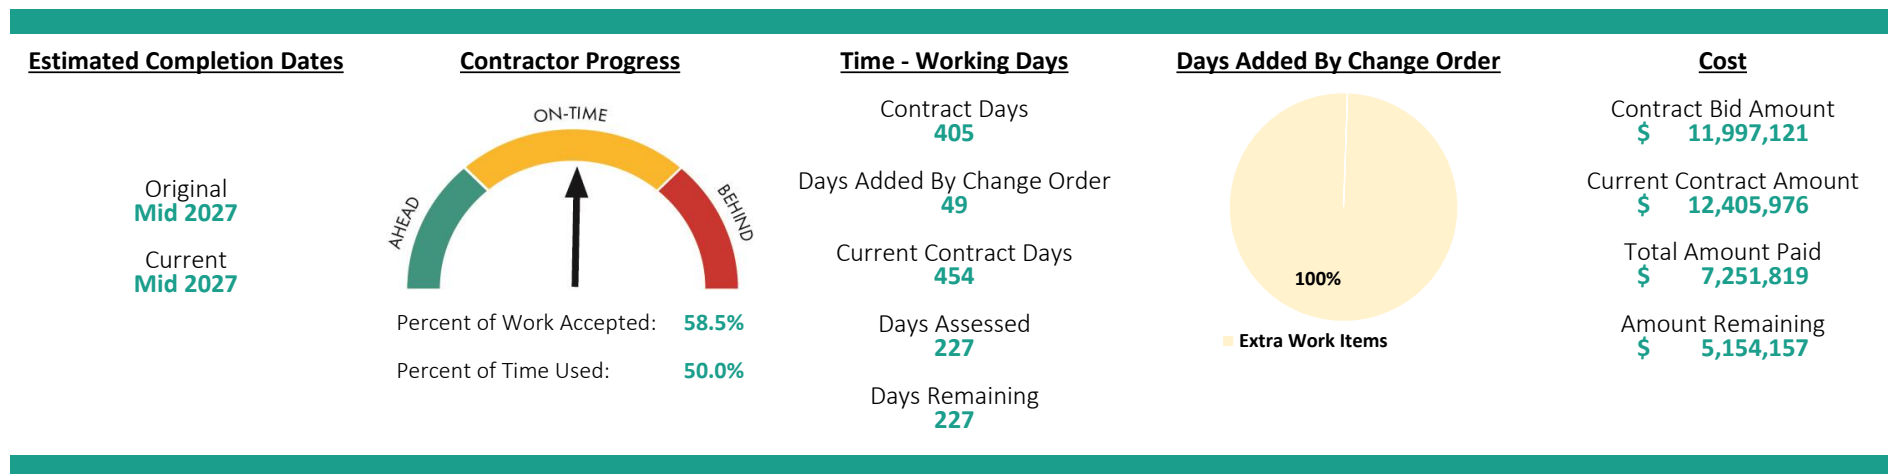 Estimated Completion Dates
Original
Mid 2027
Current
Mid 2027
Contractor Progress
ON-TIME
AHEAD
BEHIND
Percent of Work Accepted: 58.5%
Percent of Time Used: 50.0%
Time - Working Days
Contract Days
405
Days Added By Change Order
49
Current Contract Days
454
Days Assessed
227
Days Remaining
227
Days Added By Change Order
100%
Extra Work Items
Cost
Contract Bid Amount
$ 11,997,121
Current Contract Amount
$ 12,405,976
Total Amount Paid
$ 7,251,819
Amount Remaining
$ 5,154,157